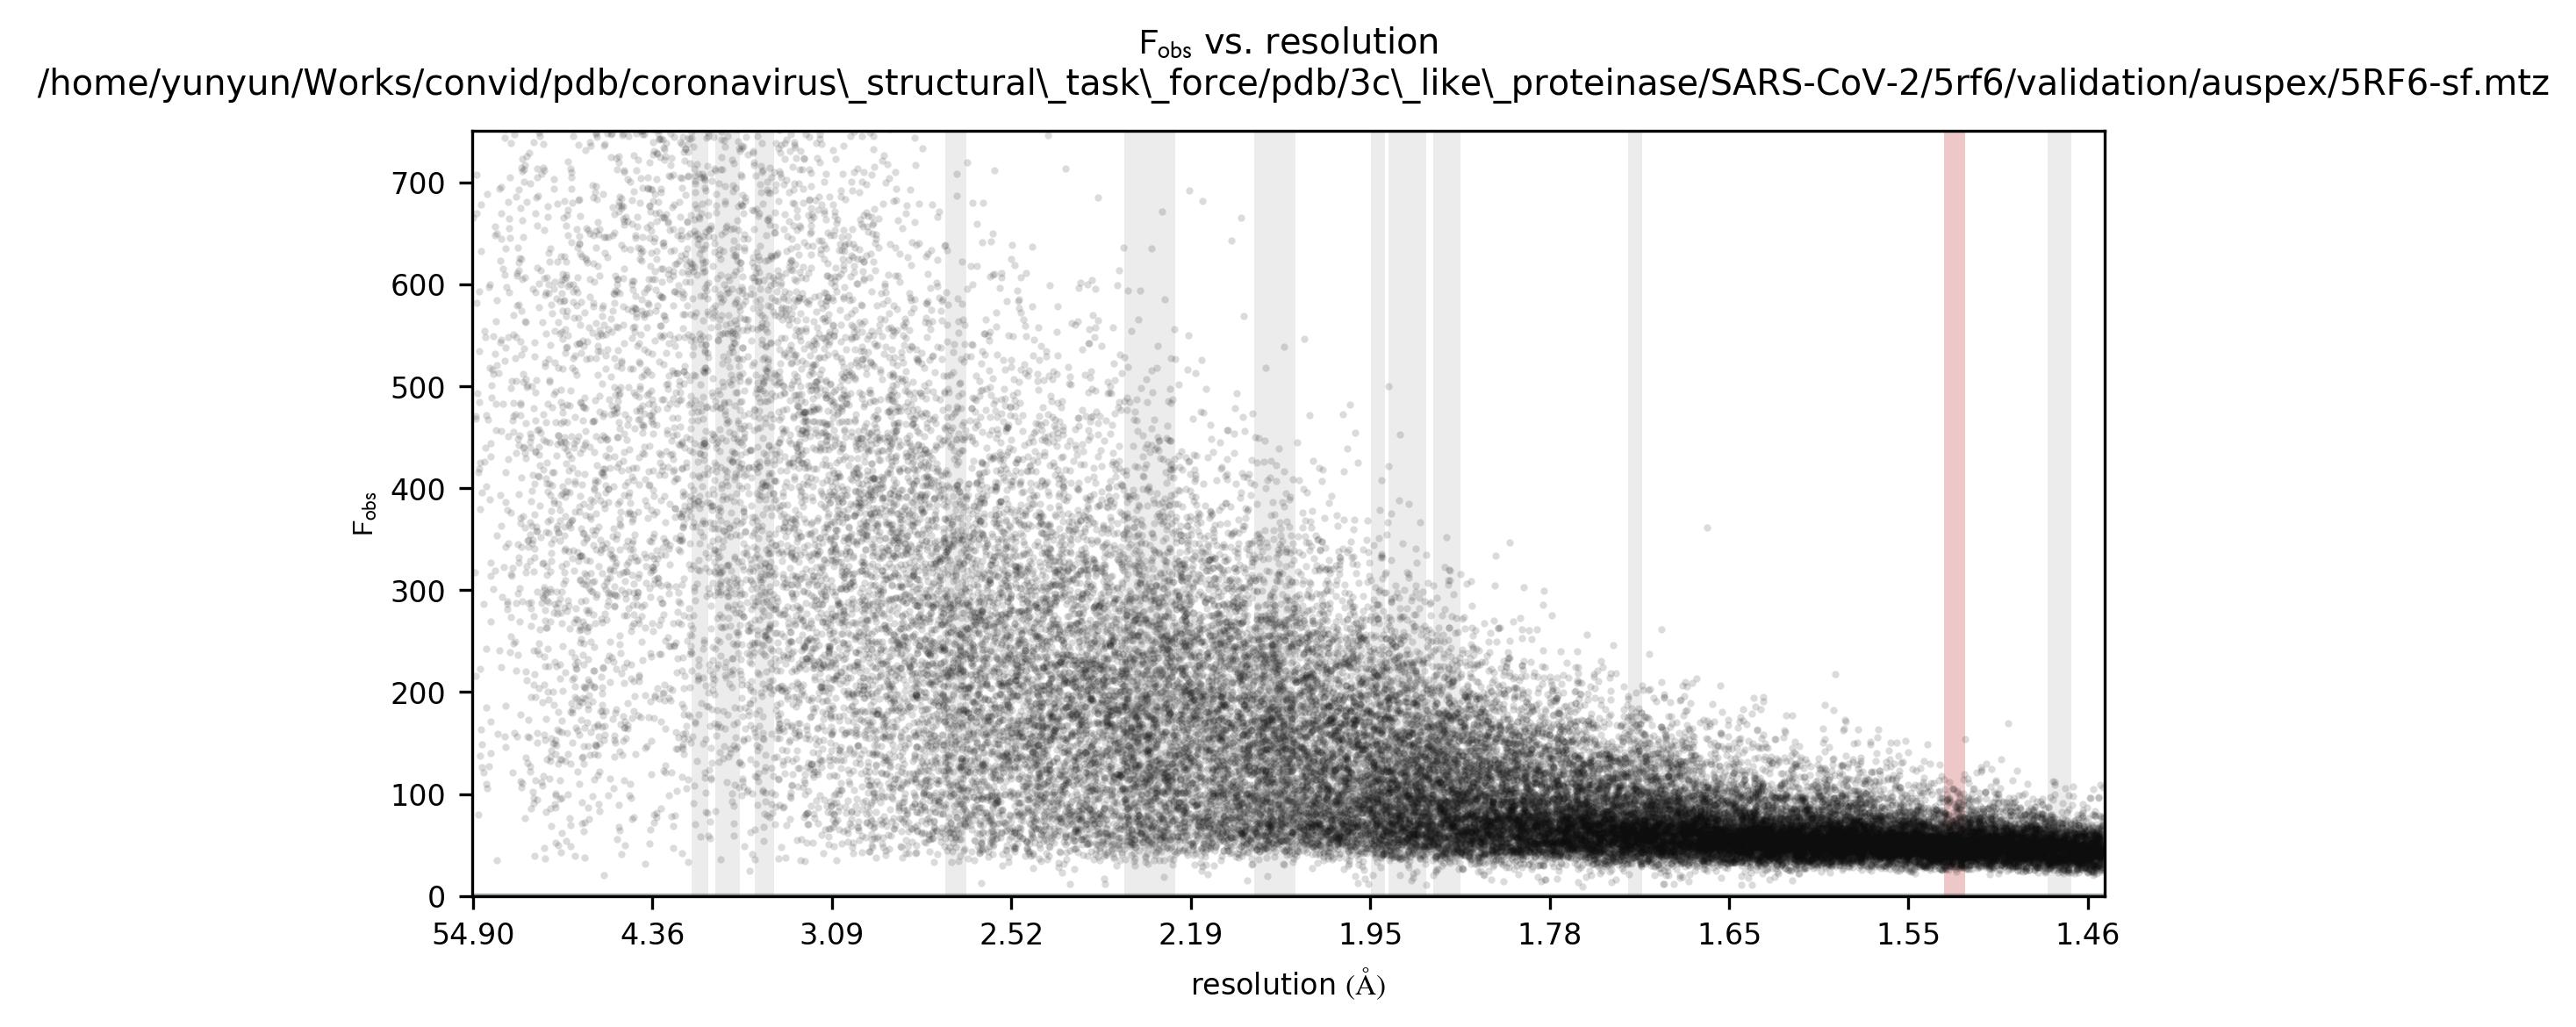 F_obs vs. resolution
/home/yunyun/Works/convid/pdb/coronavirus\_structural\_task\_force/pdb/3c\_like\_proteinase/SARS-CoV-2/5rf6/validation/auspex/5RF6-sf.mtz
F_obs
700
600
500
400
300
200
100
0
54.90 4.36 3.09 2.52 2.19 1.95 1.78 1.65 1.55 1.46
resolution (Å)